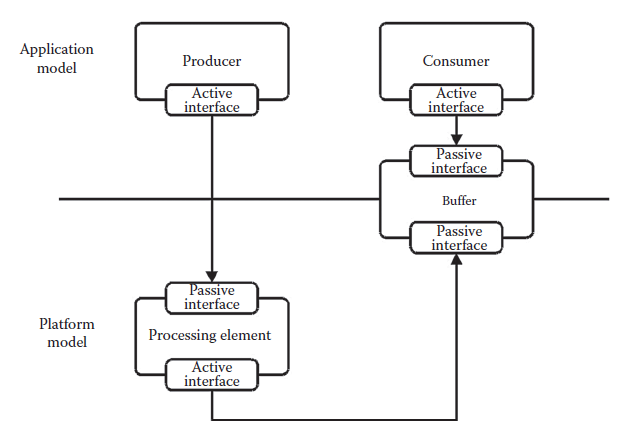 Application
model
Producer
Active
interface
Consumer
Active
interface
Passive
interface
Buffer
Passive
interface
Platform
model
Passive
interface
Processing element
Active
interface